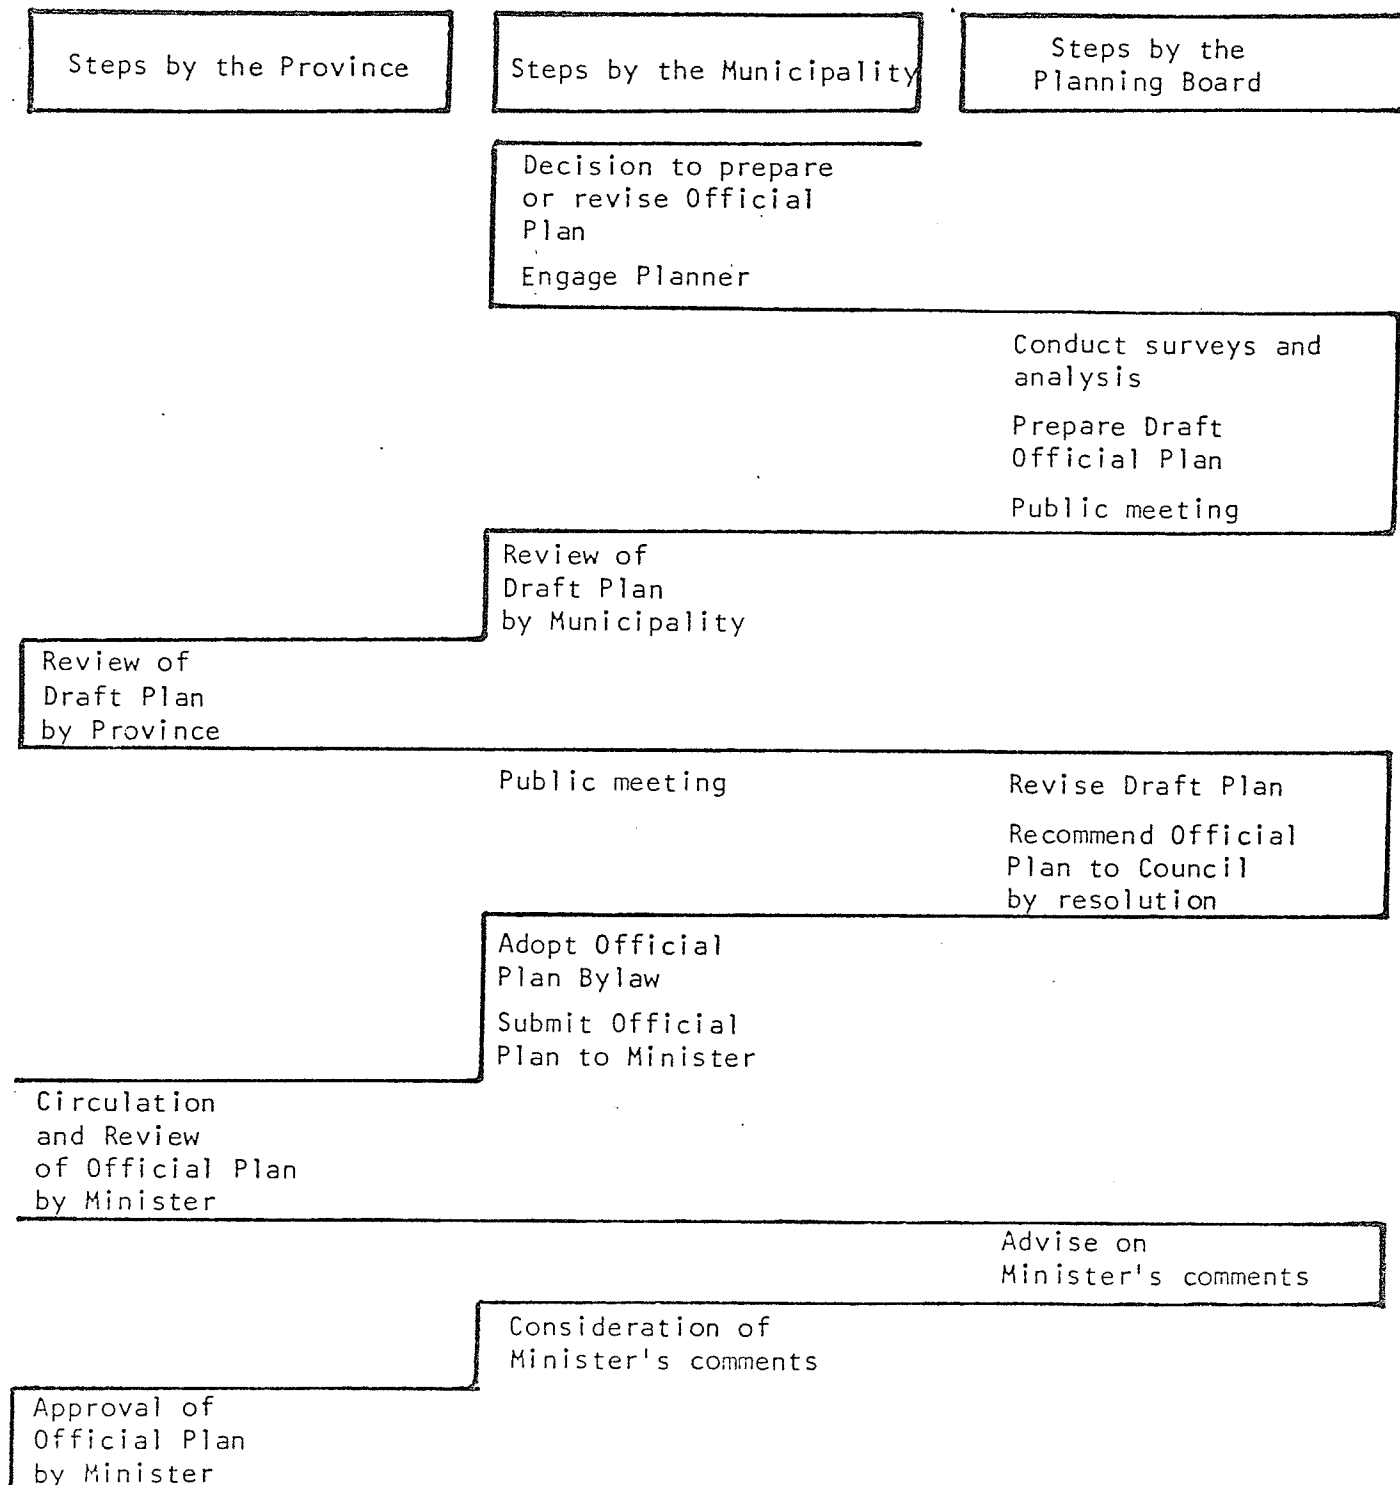 Steps by the Province
Steps by the Municipality
Steps by the
Planning Board
Decision to prepare
or revise Official
Plan
Engage Planner
Conduct surveys and
analysis
Prepare Draft
Official Plan
Public meeting
Review of
Draft Plan
by Municipality
Review of
Draft Plan
by Province
Public meeting
Revise Draft Plan
Recommend Official
Plan to Council
by resolution
Adopt Official
Plan Bylaw
Submit Official
Plan to Minister
Circulation
and Review
of Official Plan
by Minister
Advise on
Minister's comments
Consideration of
Minister's comments
Approval of
Official Plan
by Minister